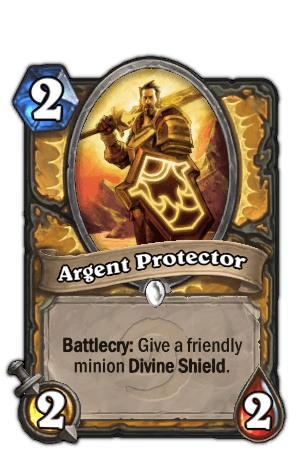 2
Argent Protector
Battlecry: Give a friendly
minion Divine Shield.
2 2